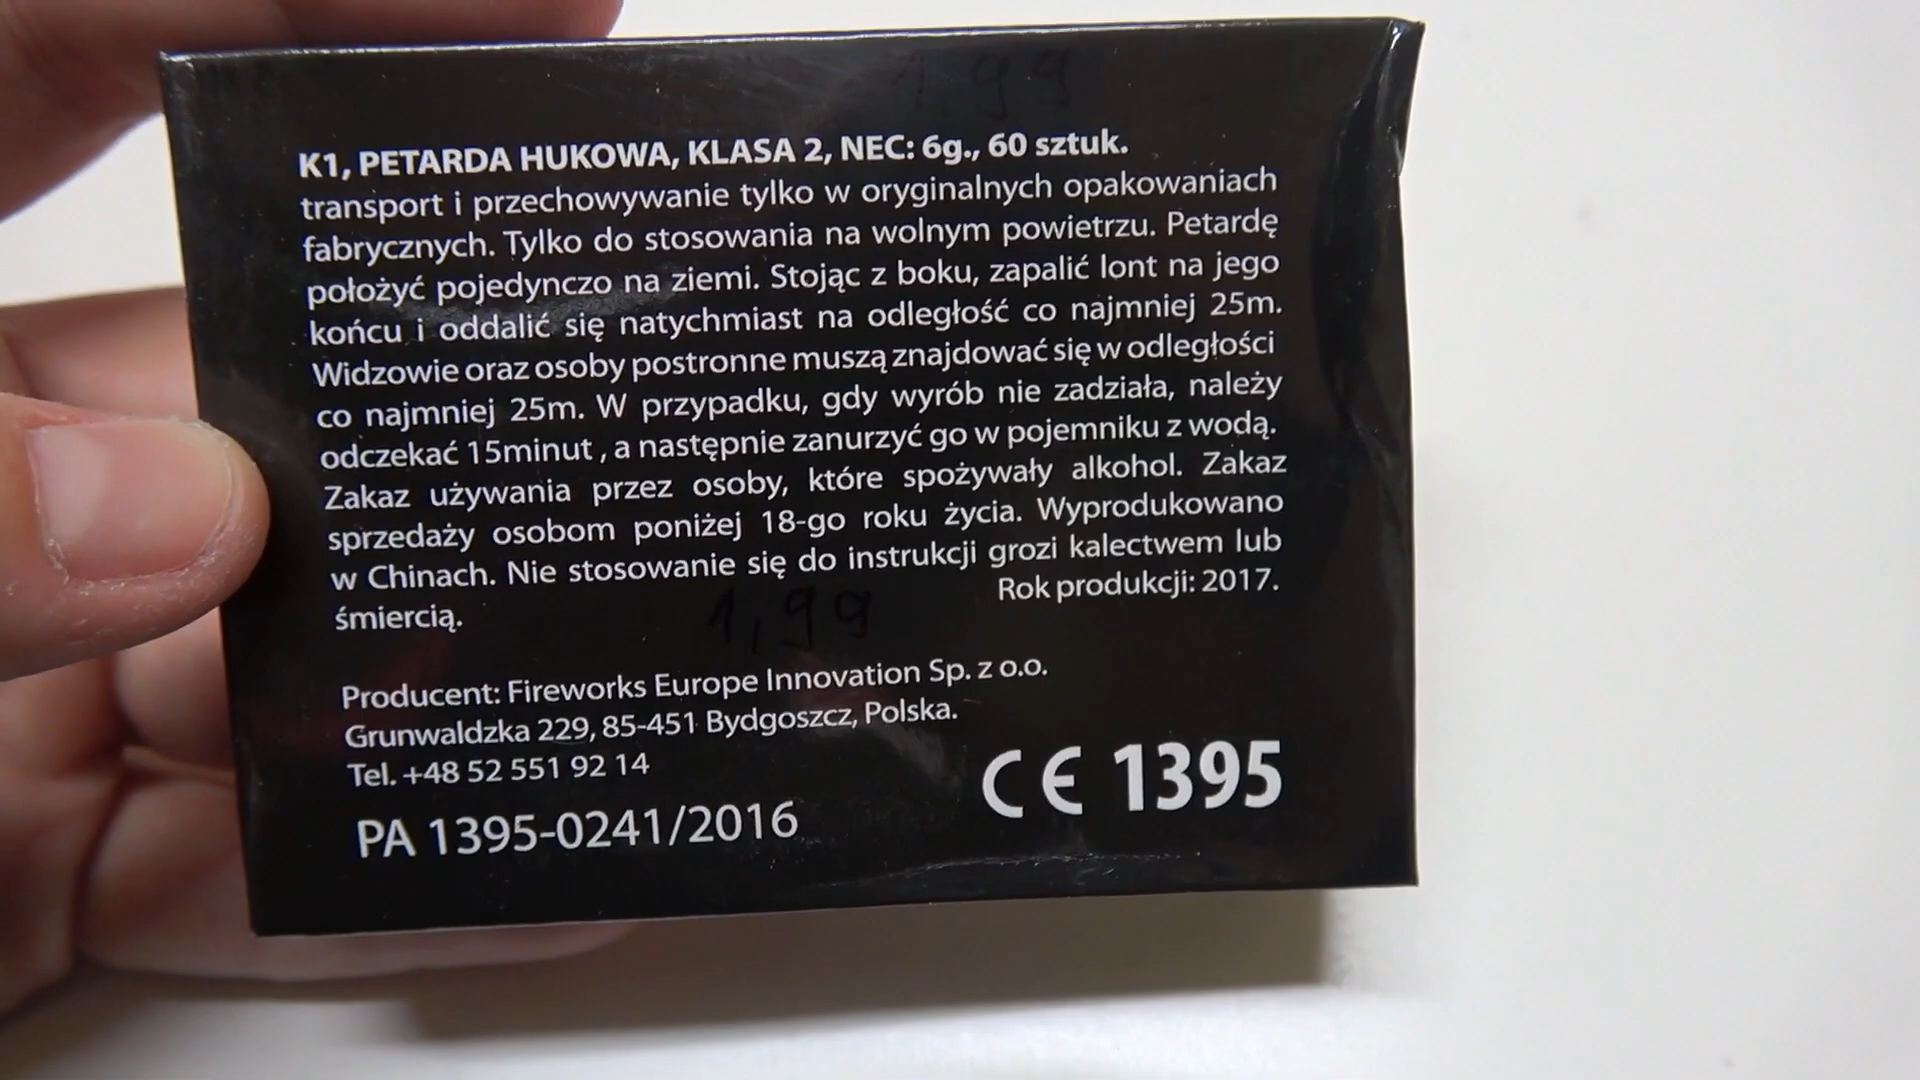 1 99
K1, PETARDA HUKOWA, KLASA 2, NEC: 6g., 60 sztuk.
transport i przechowywanie tylko w oryginalnych opakowaniach
fabrycznych. Tylko do stosowania na wolnym powietrzu. Petardę
położyć pojedynczo na ziemi. Stojąc z boku, zapalić lont na jego
końcu i oddalić się natychmiast na odległość co najmniej 25m.
Widzowie oraz osoby postronne muszą znajdować się w odległości
co najmniej 25m. W przypadku, gdy wyrób nie zadziała, należy
odczekać 15minut , a następnie zanurzyć go w pojemniku z wodą.
Zakaz używania przez osoby, które spożywały alkohol. Zakaz
sprzedaży osobom poniżej 18-go roku życia. Wyprodukowano
w Chinach. Nie stosowanie się do instrukcji grozi kalectwem lub
śmiercią.
Rok produkcji: 2017.
1,99
Producent: Fireworks Europe Innovation Sp. z o.o.
Grunwaldzka 229, 85-451 Bydgoszcz, Polska.
Tel. +48 52 551 92 14
CE 1395
PA 1395-0241/2016